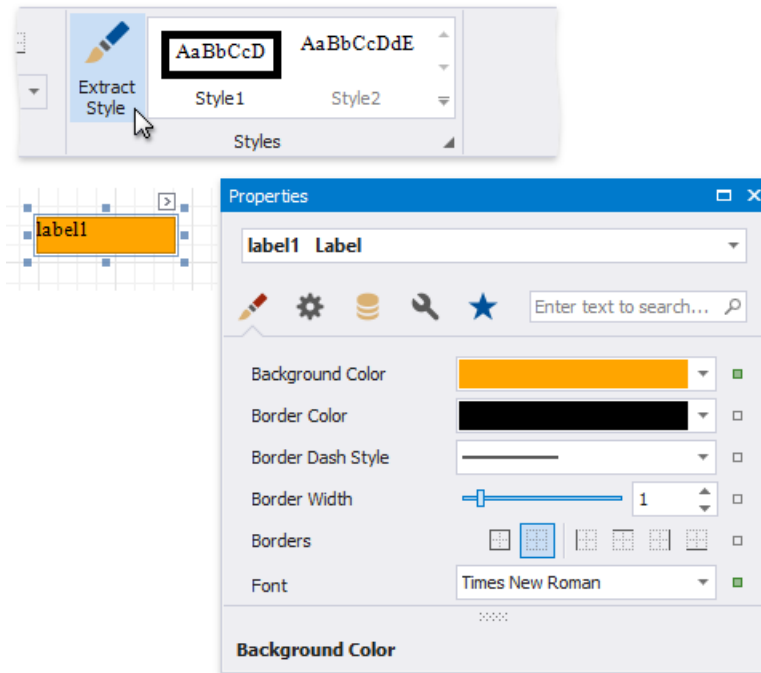 AaBbCcD AaBbCcDdE
Extract
Style
Style1 Style2
Styles
label1
Properties
label1 Label
Enter text to search...
Background Color
Border Color
Border Dash Style
Border Width 1
Borders
Font Times New Roman
Background Color